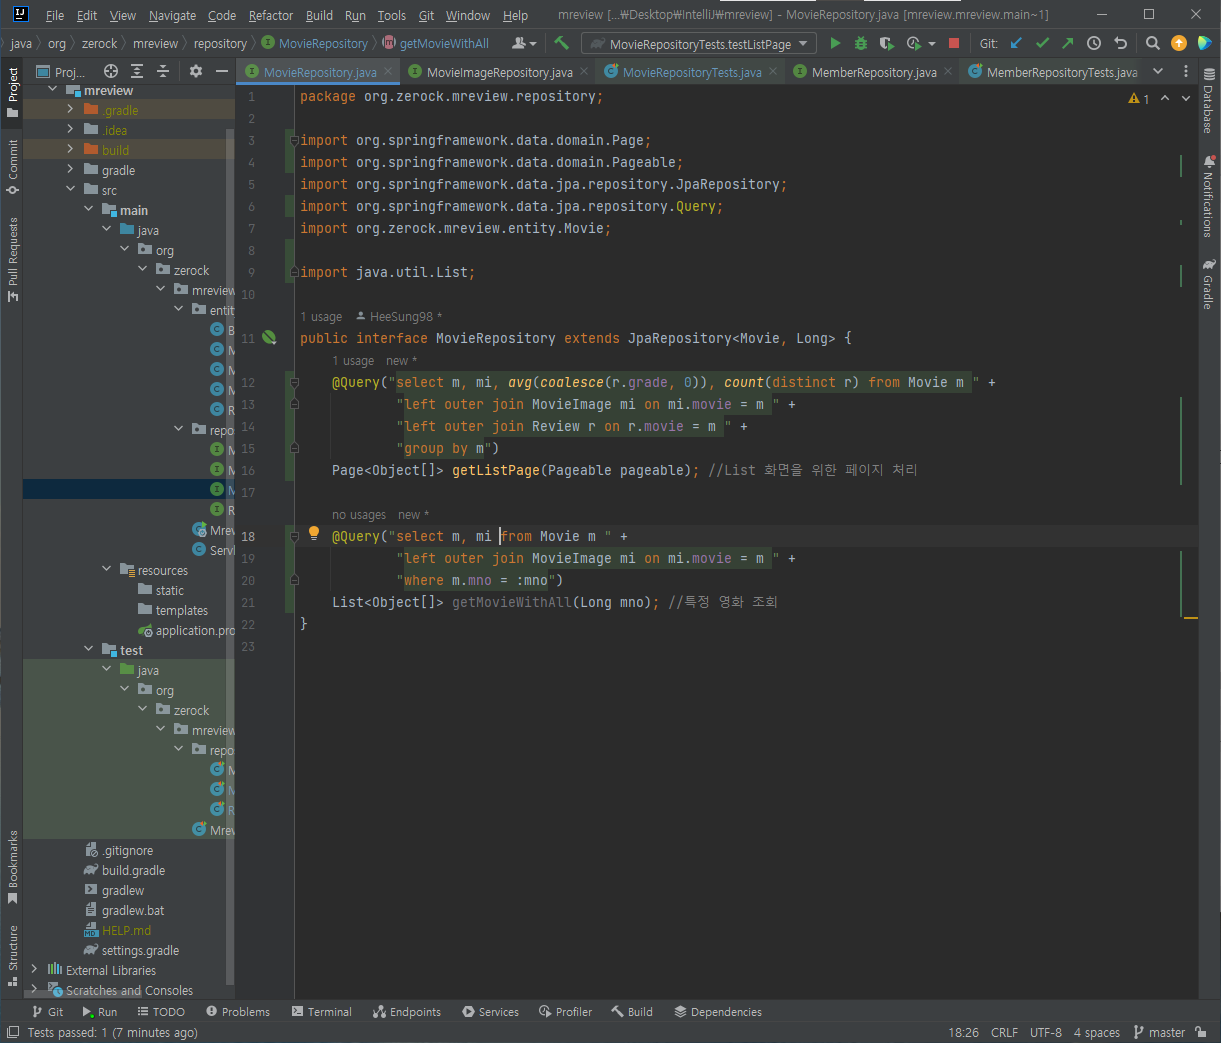 File Edit View Navigate Code Refactor Build Run Tools Git Window Help mreview [...₩Desktop₩IntelliJ₩mreview] - MovieRepository.java [mreview.mreview.main~1]
java org zerock mreview repository MovieRepository getMovieWithAll MovieRepositoryTests.testListPage Git:
Project
Commit
Pull Requests
Bookmarks
Structure
Proj...
mreview
.gradle
.idea
build
gradle
src
main
java
org
zerock
mreview
entit
B
M
M
M
R
repo
M
M
M
R
Mrev
Servl
resources
static
templates
application.pro
test
java
org
zerock
mreview
repo
M
M
R
Mrev
.gitignore
build.gradle
gradlew
gradlew.bat
HELP.md
settings.gradle
External Libraries
Scratches and Consoles
MovieRepository.java MovieImageRepository.java MovieRepositoryTests.java MemberRepository.java MemberRepositoryTests.java
1 package org.zerock.mreview.repository; 1
2
3 import org.springframework.data.domain.Page;
4 import org.springframework.data.domain.Pageable;
5 import org.springframework.data.jpa.repository.JpaRepository;
6 import org.springframework.data.jpa.repository.Query;
7 import org.zerock.mreview.entity.Movie;
8
9 import java.util.List;
10
1 usage HeeSung98 *
11 public interface MovieRepository extends JpaRepository<Movie, Long> {
1 usage new *
12 @Query("select m, mi, avg(coalesce(r.grade, 0)), count(distinct r) from Movie m " +
13 "left outer join MovieImage mi on mi.movie = m " +
14 "left outer join Review r on r.movie = m " +
15 "group by m")
16 Page<Object[]> getListPage(Pageable pageable); //List 화면을 위한 페이지 처리
17
no usages new *
18 @Query("select m, mi from Movie m " +
19 "left outer join MovieImage mi on mi.movie = m " +
20 "where m.mno = :mno")
21 List<Object[]> getMovieWithAll(Long mno); //특정 영화 조회
22 }
23
Database
Notifications
Gradle
Git Run TODO Problems Terminal Endpoints Services Profiler Build Dependencies
Tests passed: 1 (7 minutes ago) 18:26 CRLF UTF-8 4 spaces master